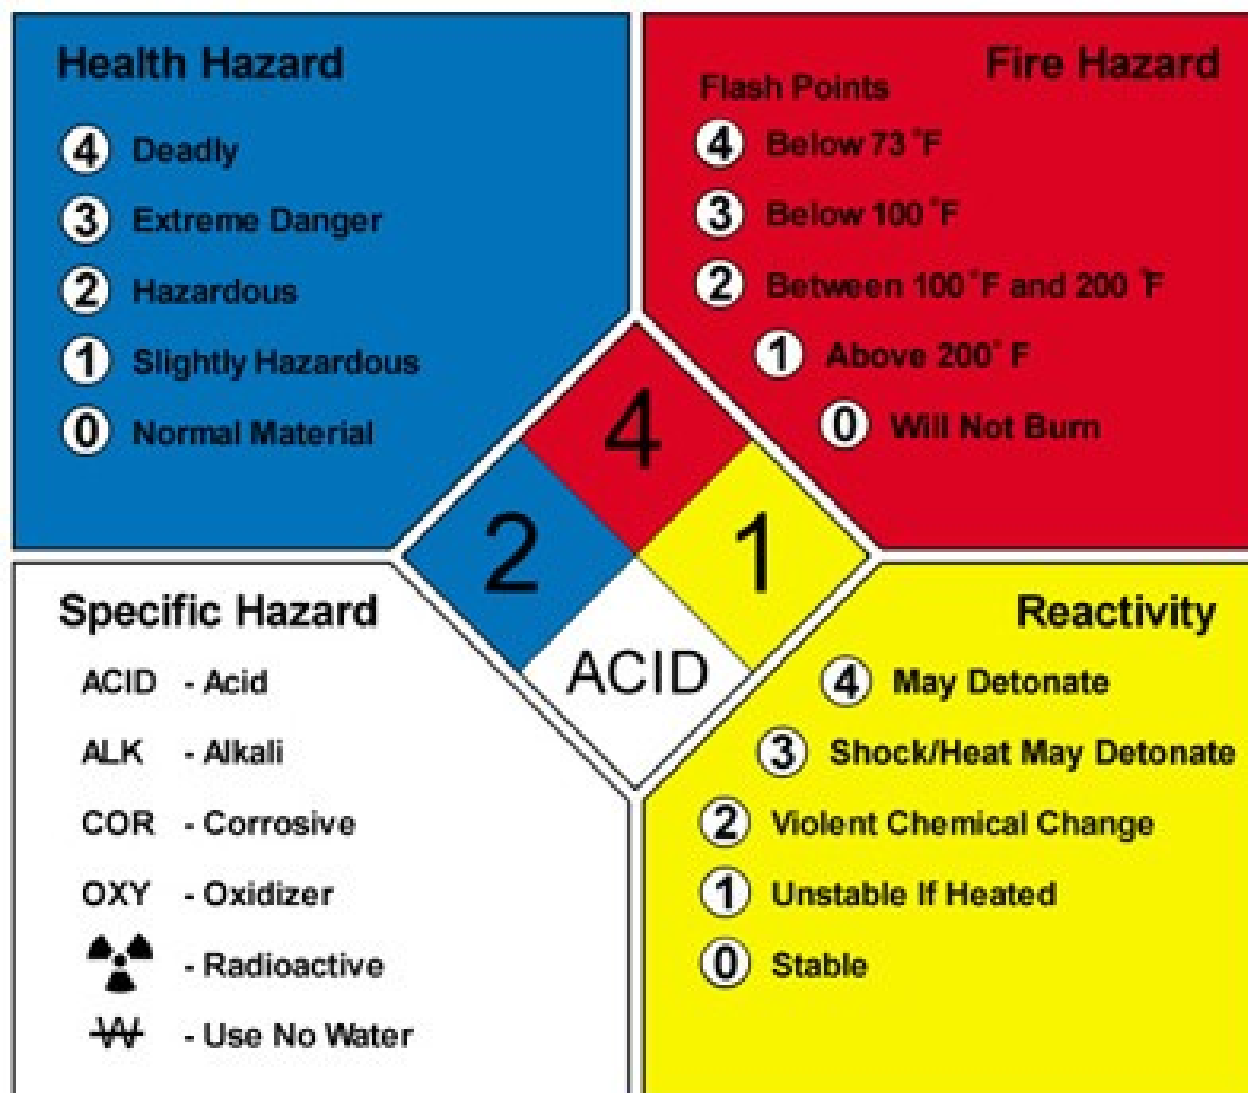 Health Hazard
4 Deadly
3 Extreme Danger
2 Hazardous
1 Slightly Hazardous
0 Normal Material
Fire Hazard
Flash Points
4 Below 73 °F
3 Below 100 °F
2 Between 100 °F and 200 °F
1 Above 200° F
0 Will Not Burn
4
2
1
ACID
Specific Hazard
ACID - Acid
ALK - Alkali
COR - Corrosive
OXY - Oxidizer
- Radioactive
W - Use No Water
Reactivity
4 May Detonate
3 Shock/Heat May Detonate
2 Violent Chemical Change
1 Unstable If Heated
0 Stable